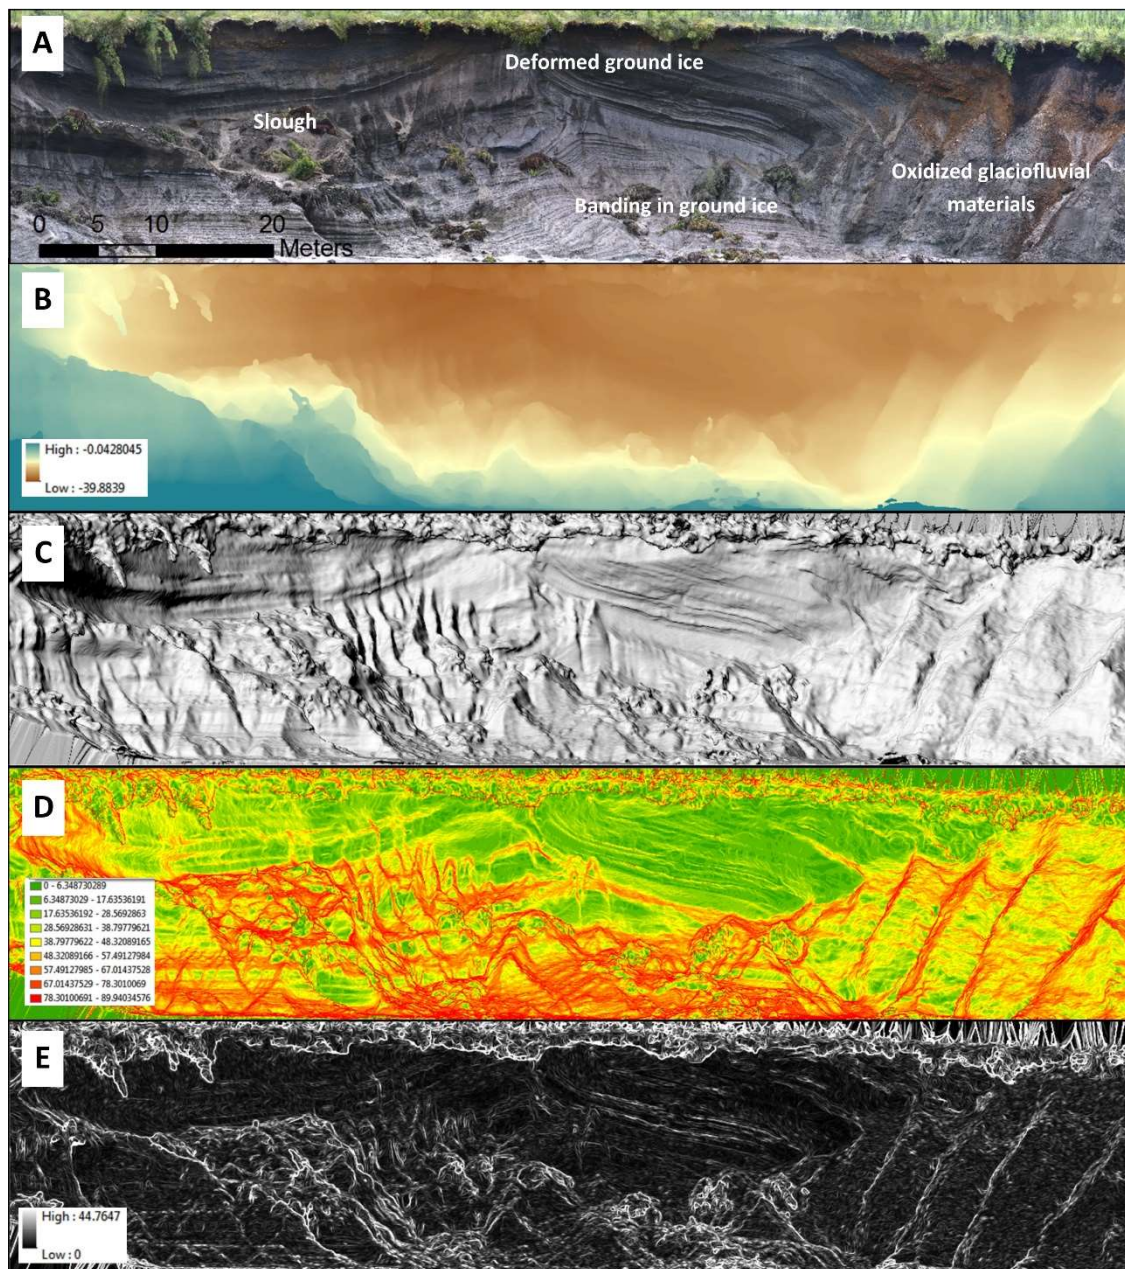 A
Deformed ground ice
Slough
Oxidized glaciofluvial
materials
Banding in ground ice
0 5 10 20
Meters
B
High : -0.0428045
Low : -39.8839
C
D
0 - 6.348730289
6.34873029 - 17.63536191
17.63536192 - 28.5692863
28.56928631 - 38.79779621
38.79779622 - 48.32089165
48.32089166 - 57.49127984
57.49127985 - 67.01437528
67.01437529 - 78.3010069
78.30100691 - 89.94034576
E
High : 44.7647
Low : 0